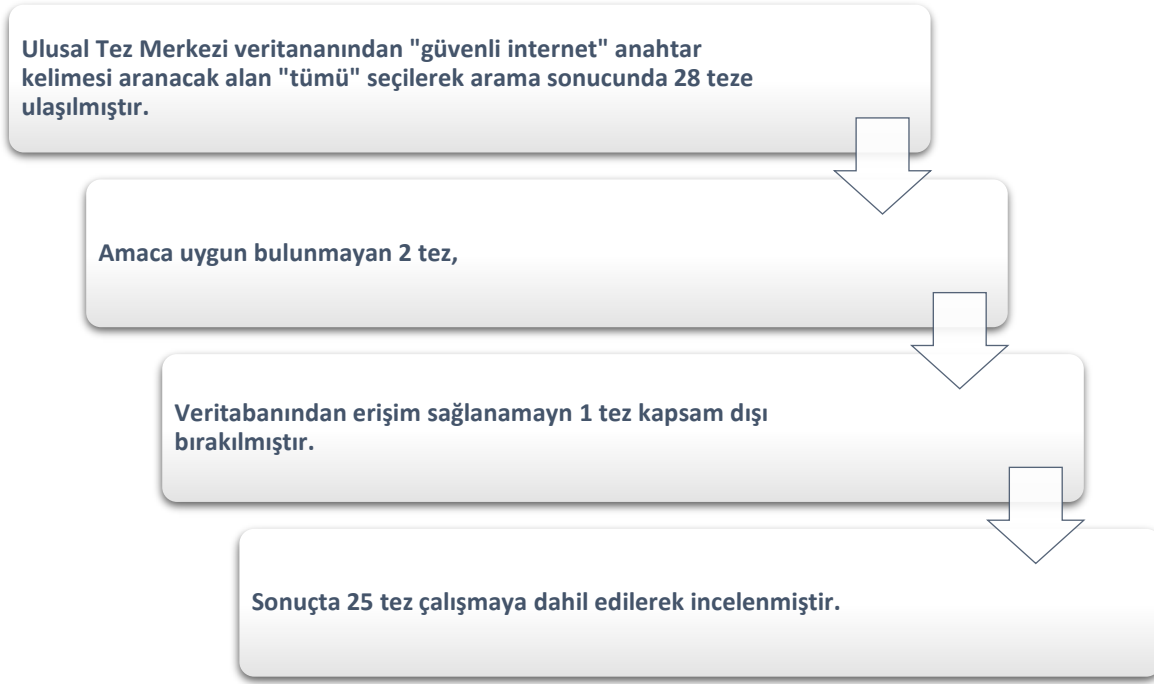 Ulusal Tez Merkezi veritananından "güvenli internet" anahtar
kelimesi aranacak alan "tümü" seçilerek arama sonucunda 28 teze
ulaşılmıştır.
Amaca uygun bulunmayan 2 tez,
Veritabanından erişim sağlanamayn 1 tez kapsam dışı
bırakılmıştır.
Sonuçta 25 tez çalışmaya dahil edilerek incelenmiştir.